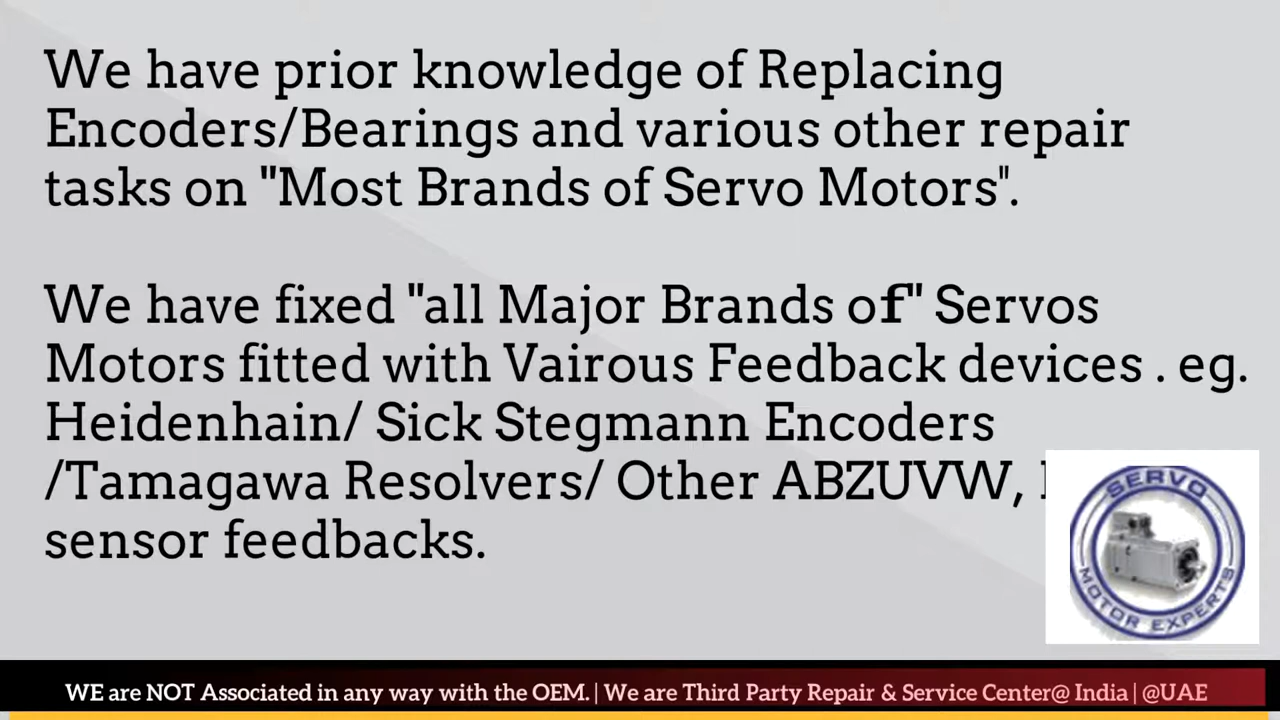 We have prior knowledge of Replacing
Encoders/Bearings and various other repair
tasks on "Most Brands of Servo Motors".
We have fixed "all Major Brands of" Servos
Motors fitted with Vairous Feedback devices . eg.
Heidenhain/ Sick Stegmann Encoders
/Tamagawa Resolvers/ Other ABZUVW,
sensor feedbacks.
SERVO
MOTOR EXPERTS
WE are NOT Associated in any way with the OEM. | We are Third Party Repair & Service Center@ India | @UAE